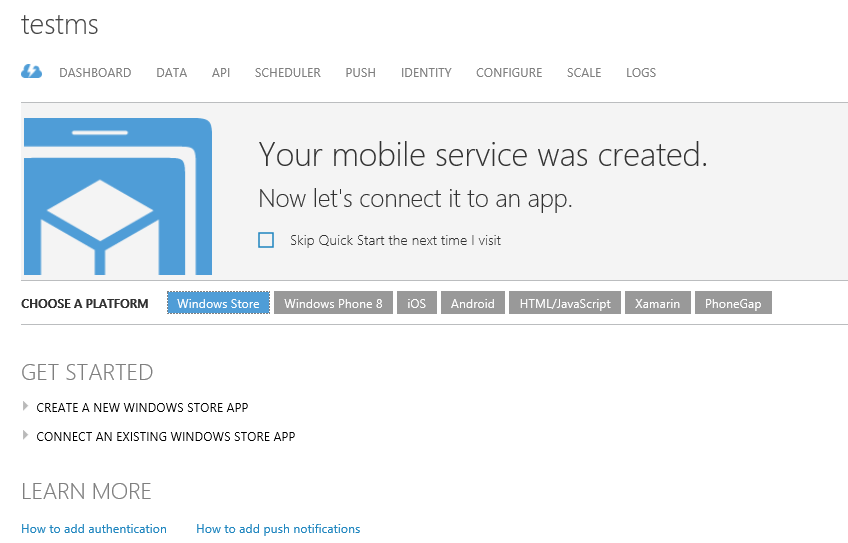 testms
DASHBOARD DATA API SCHEDULER PUSH IDENTITY CONFIGURE SCALE LOGS
Your mobile service was created.
Now let's connect it to an app.
Skip Quick Start the next time I visit
CHOOSE A PLATFORM Windows Store Windows Phone 8 iOS Android HTML/JavaScript Xamarin PhoneGap
GET STARTED
CREATE A NEW WINDOWS STORE APP
CONNECT AN EXISTING WINDOWS STORE APP
LEARN MORE
How to add authentication How to add push notifications